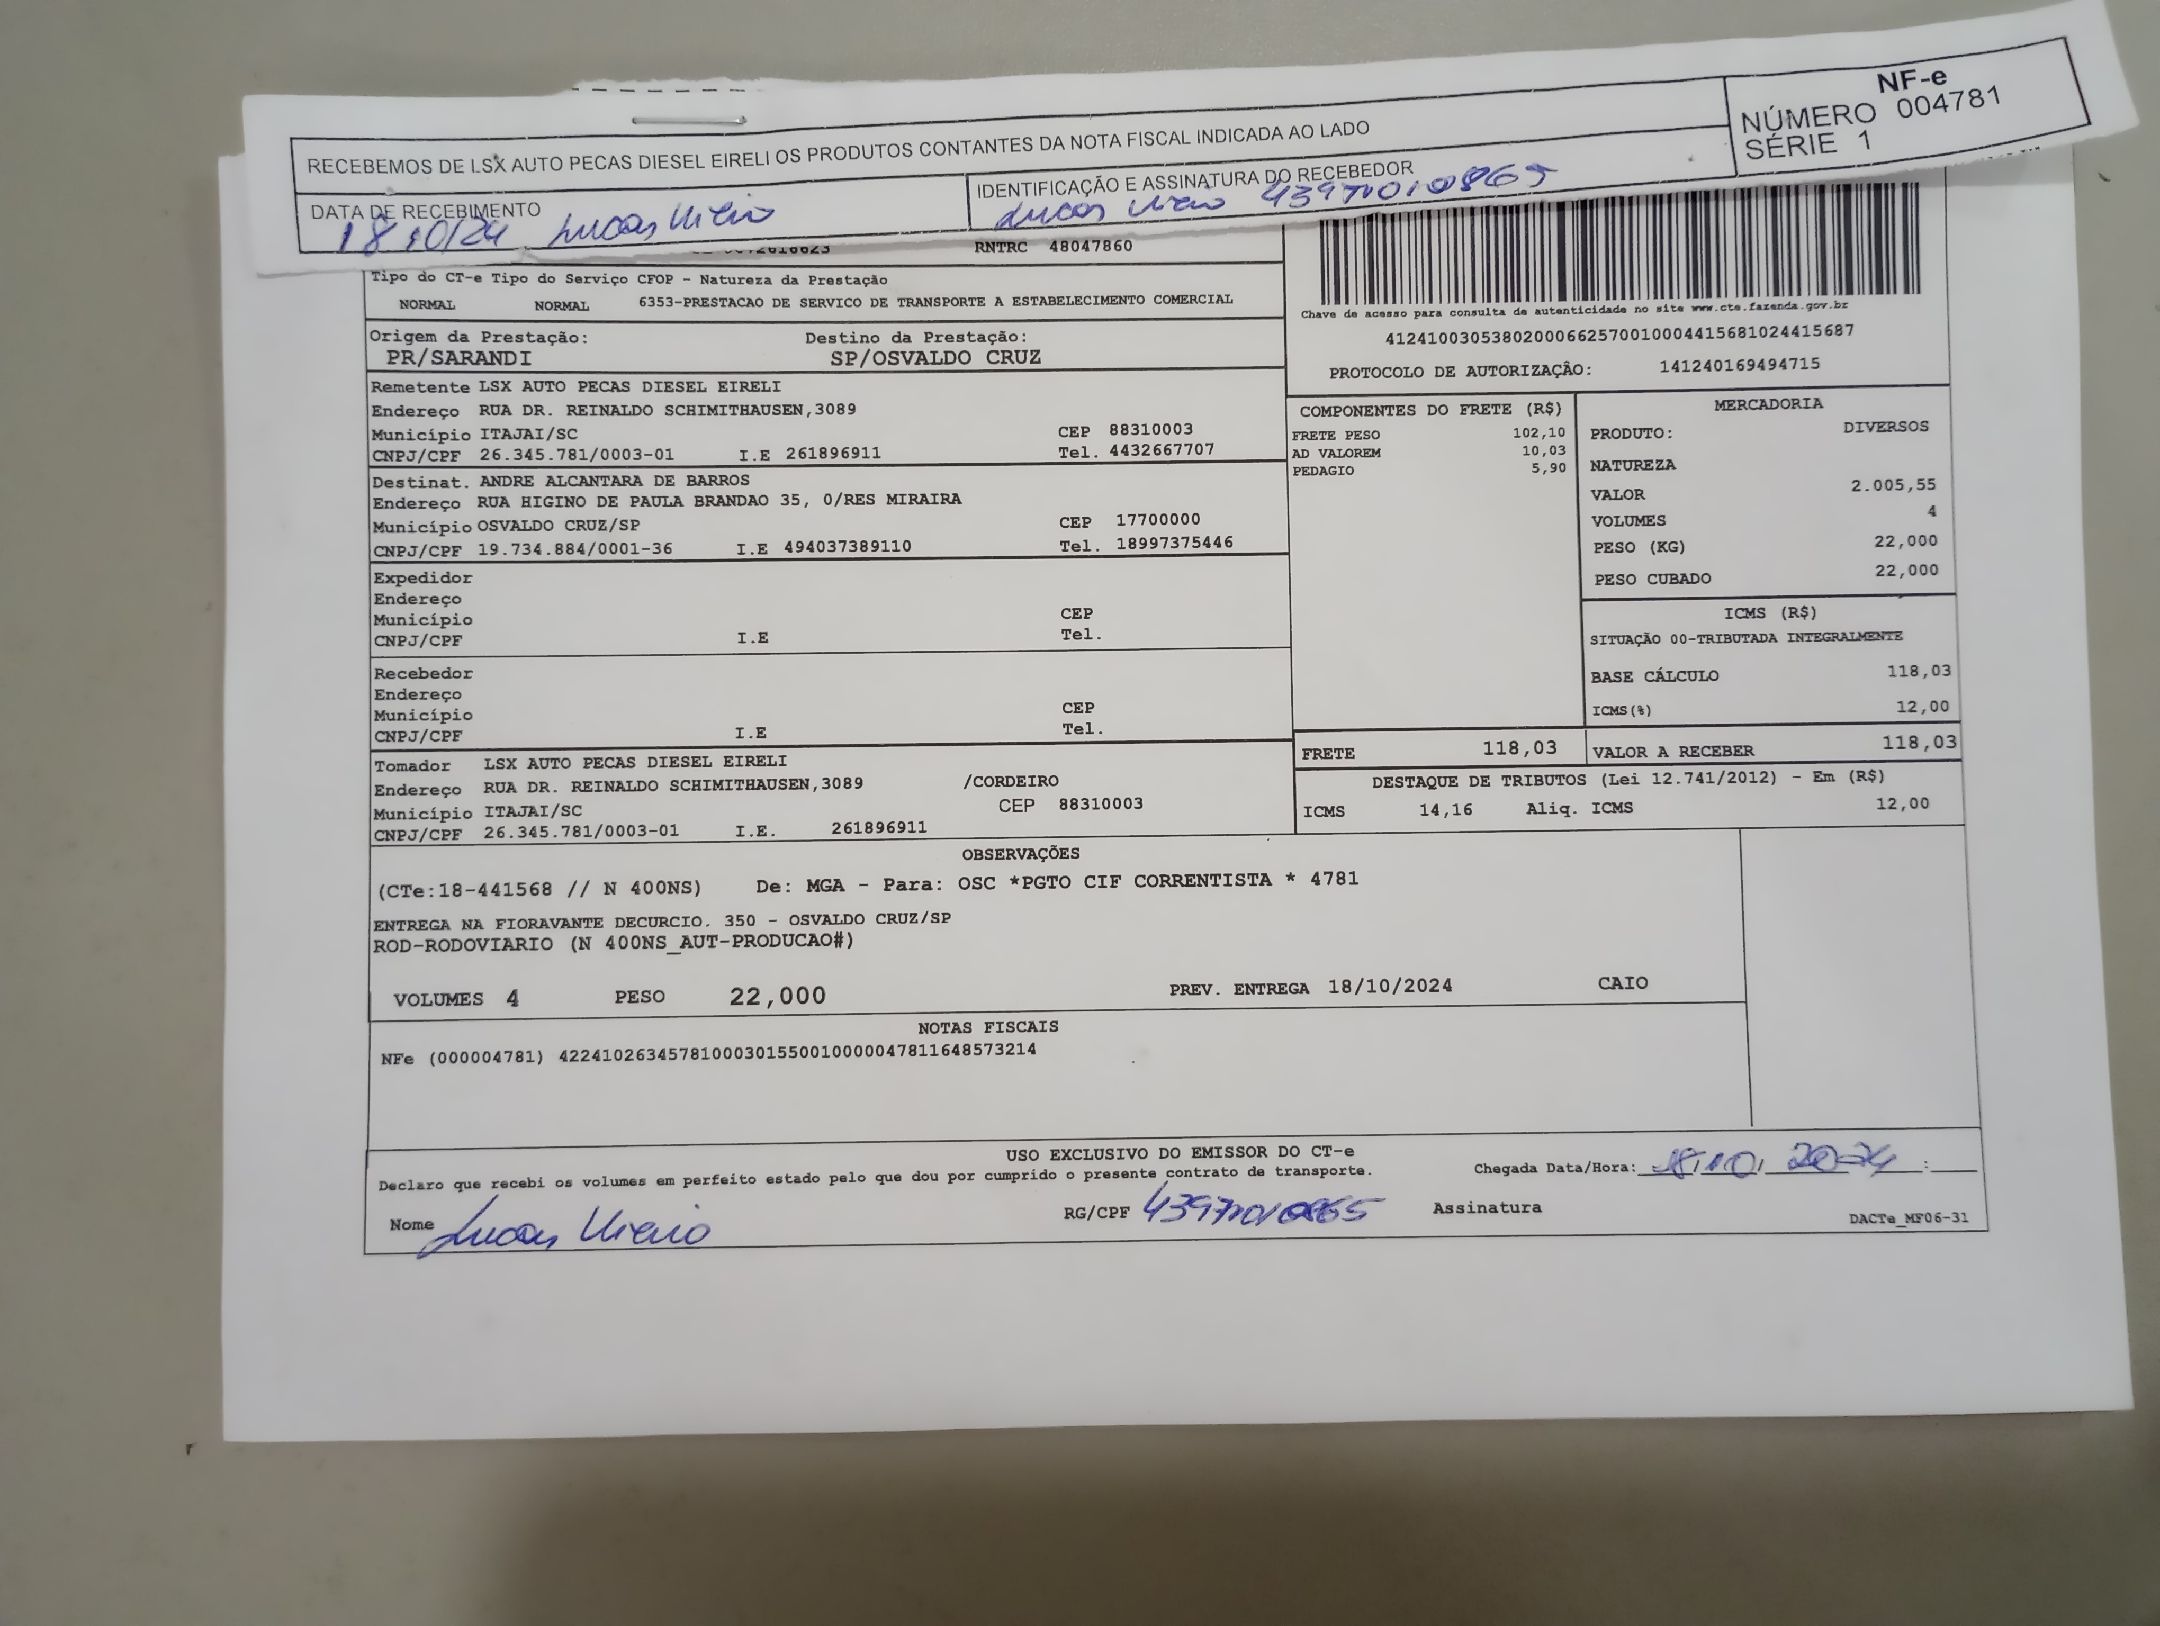 NF-e
NÚMERO 004781
SÉRIE 1
RECEBEMOS DE LSX AUTO PECAS DIESEL EIRELI OS PRODUTOS CONTANTES DA NOTA FISCAL INDICADA AO LADO
DATA DE RECEBIMENTO
18/10/24
IDENTIFICAÇÃO E ASSINATURA DO RECEBEDOR
Lucas
RNTRC 48047860
Tipo do CT-e Tipo do Serviço CFOP - Natureza da Prestação
NORMAL NORMAL 6353-PRESTACAO DE SERVICO DE TRANSPORTE A ESTABELECIMENTO COMERCIAL
Origem da Prestação: Destino da Prestação:
PR/SARANDI SP/OSVALDO CRUZ
Chave de acesso para consulta de autenticidade no site www.cte.fazenda.gov.br
41241003053802000662570010004415681024415687
PROTOCOLO DE AUTORIZAÇÃO: 141240169494715
Remetente LSX AUTO PECAS DIESEL EIRELI
Endereço RUA DR. REINALDO SCHIMITHAUSEN,3089
Município ITAJAI/SC CEP 88310003
CNPJ/CPF 26.345.781/0003-01 I.E 261896911 Tel. 4432667707
Destinat. ANDRE ALCANTARA DE BARROS
Endereço RUA HIGINO DE PAULA BRANDAO 35, 0/RES MIRAIRA
Município OSVALDO CRUZ/SP CEP 17700000
CNPJ/CPF 19.734.884/0001-36 I.E 494037389110 Tel. 18997375446
Expedidor
Endereço
Município CEP
CNPJ/CPF I.E Tel.
Recebedor
Endereço
Município CEP
CNPJ/CPF I.E Tel.
Tomador LSX AUTO PECAS DIESEL EIRELI
Endereço RUA DR. REINALDO SCHIMITHAUSEN,3089 /CORDEIRO
Município ITAJAI/SC CEP 88310003
CNPJ/CPF 26.345.781/0003-01 I.E. 261896911
COMPONENTES DO FRETE (R$)
FRETE PESO 102,10
AD VALOREM 10,03
PEDAGIO 5,90
MERCADORIA
PRODUTO: DIVERSOS
NATUREZA
VALOR 2.005,55
VOLUMES 4
PESO (KG) 22,000
PESO CUBADO 22,000
ICMS (R$)
SITUAÇÃO 00-TRIBUTADA INTEGRALMENTE
BASE CÁLCULO 118,03
ICMS(%) 12,00
FRETE 118,03 VALOR A RECEBER 118,03
DESTAQUE DE TRIBUTOS (Lei 12.741/2012) - Em (R$)
ICMS 14,16 Aliq. ICMS 12,00
OBSERVAÇÕES
(CTe:18-441568 // N 400NS) De: MGA - Para: OSC *PGTO CIF CORRENTISTA * 4781
ENTREGA NA FIORAVANTE DECURCIO. 350 - OSVALDO CRUZ/SP
ROD-RODOVIARIO (N 400NS_AUT-PRODUCAO#)
VOLUMES 4 PESO 22,000 PREV. ENTREGA 18/10/2024 CAIO
NOTAS FISCAIS
NFe (000004781) 42241026345781000301550010000047811648573214
USO EXCLUSIVO DO EMISSOR DO CT-e
Declaro que recebi os volumes em perfeito estado pelo que dou por cumprido o presente contrato de transporte.
Chegada Data/Hora: 18/10/2024 :
Nome Lucas
RG/CPF
Assinatura
DACTe_MF06-31